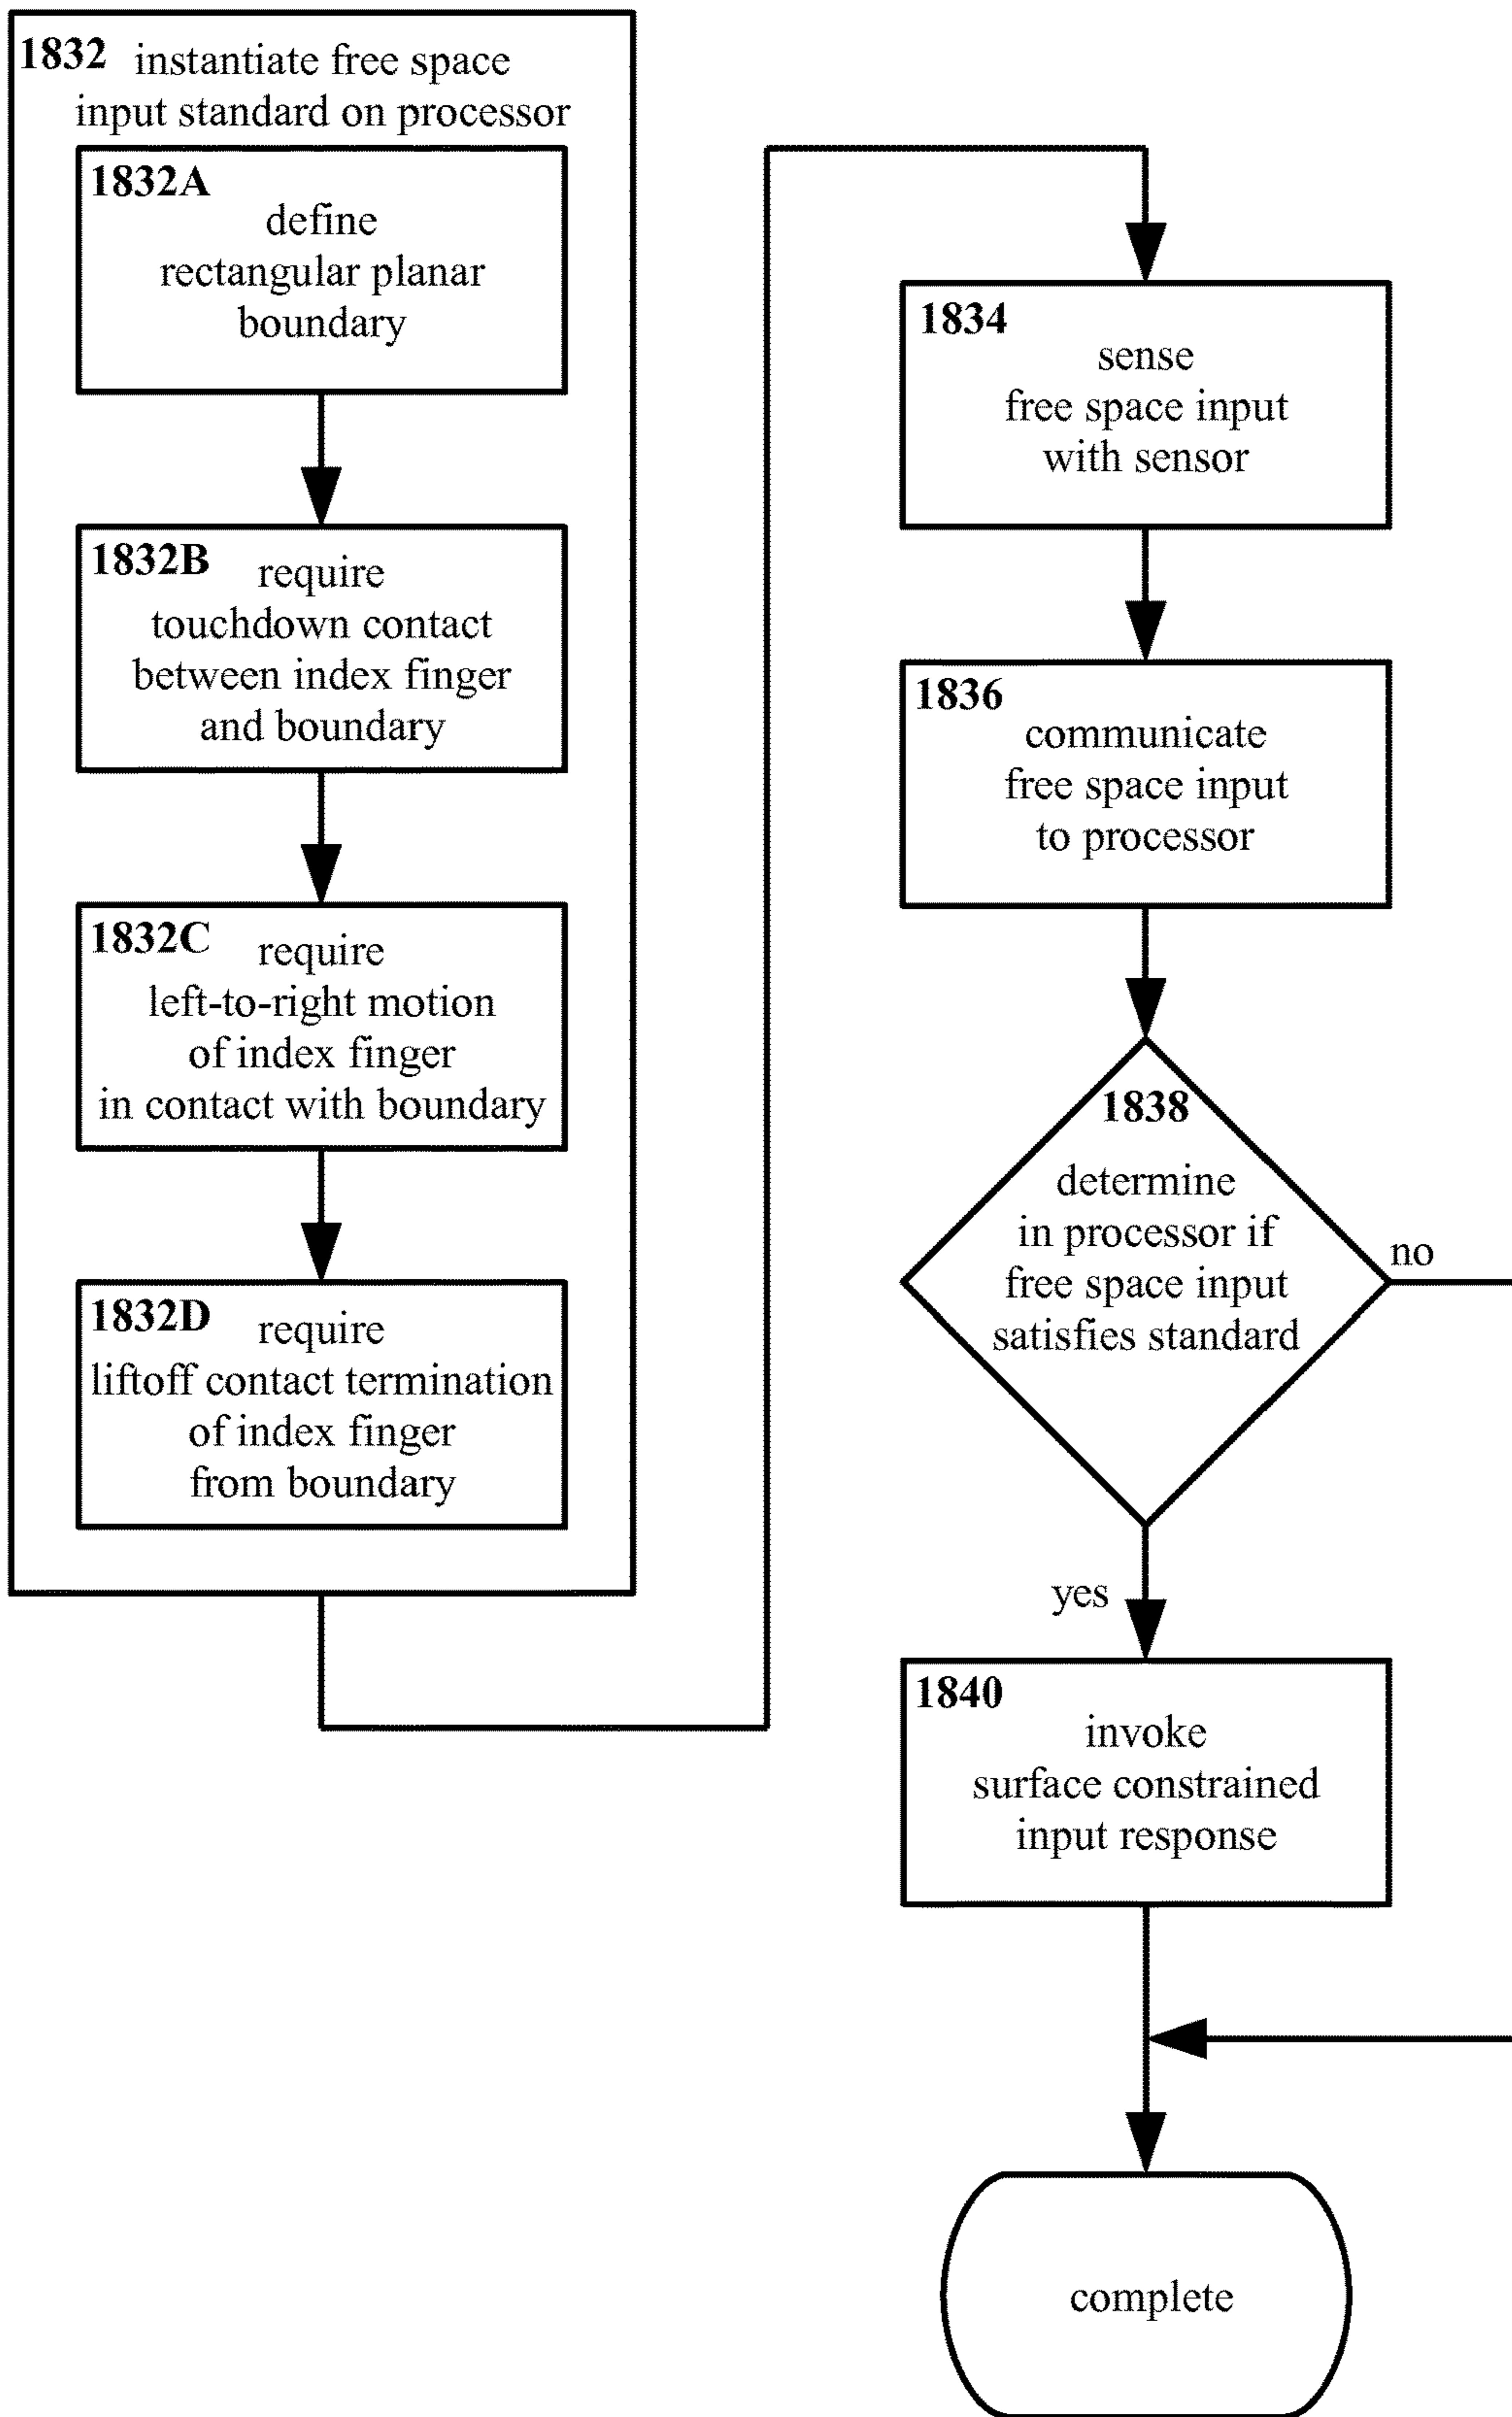 1832 instantiate free space
input standard on processor
1832A
define
rectangular planar
boundary
1832B require
touchdown contact
between index finger
and boundary
1832C require
left-to-right motion
of index finger
in contact with boundary
1832D require
liftoff contact termination
of index finger
from boundary
1834
sense
free space input
with sensor
1836
communicate
free space input
to processor
1838
determine
in processor if
free space input
satisfies standard
no
yes
1840
invoke
surface constrained
input response
complete